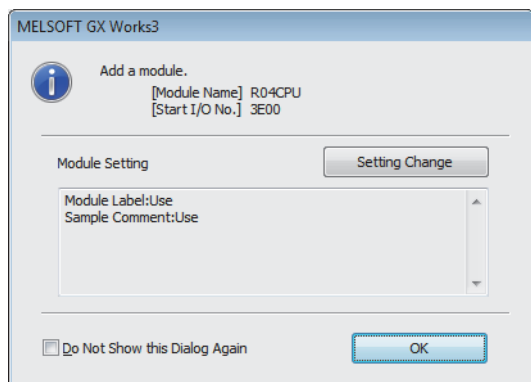 MELSOFT GX Works3
Add a module.
[Module Name] R04CPU
[Start I/O No.] 3E00
Module Setting
Setting Change
Module Label:Use
Sample Comment:Use
Do Not Show this Dialog Again
OK